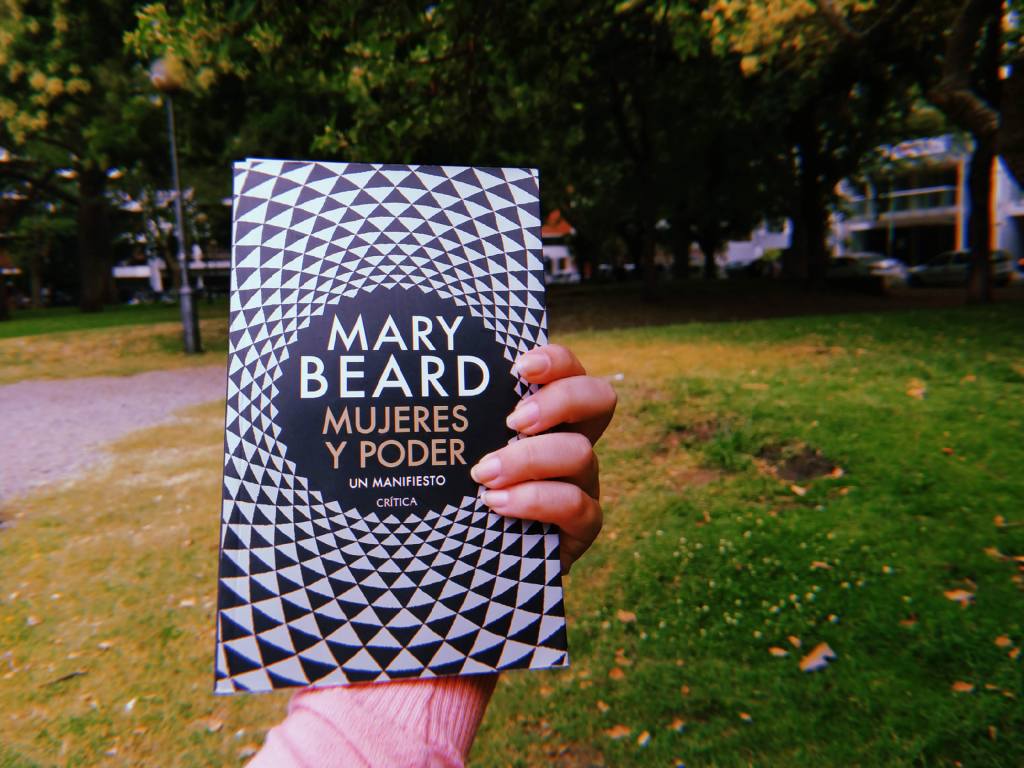 MARY
BEARD
MUJERES
Y PODER
UN MANIFIESTO
CRÍTICA